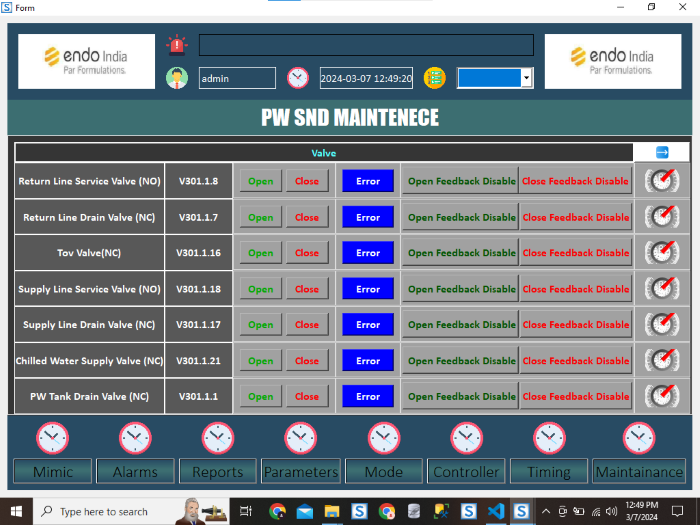 Form
endo India
Par Formulations.
admin
2024-03-07 12:49:20
endo India
Par Formulations.
PW SND MAINTENECE
Valve
Return Line Service Valve (NO) V301.1.8 Open Close Error Open Feedback Disable Close Feedback Disable
Return Line Drain Valve (NC) V301.1.7 Open Close Error Open Feedback Disable Close Feedback Disable
Tov Valve(NC) V301.1.16 Open Close Error Open Feedback Disable Close Feedback Disable
Supply Line Service Valve (NO) V301.1.18 Open Close Error Open Feedback Disable Close Feedback Disable
Supply Line Drain Valve (NC) V301.1.17 Open Close Error Open Feedback Disable Close Feedback Disable
Chilled Water Supply Valve (NC) V301.1.21 Open Close Error Open Feedback Disable Close Feedback Disable
PW Tank Drain Valve (NC) V301.1.1 Open Close Error Open Feedback Disable Close Feedback Disable
Mimic Alarms Reports Parameters Mode Controller Timing Maintainance
Type here to search
12:49 PM
3/7/2024